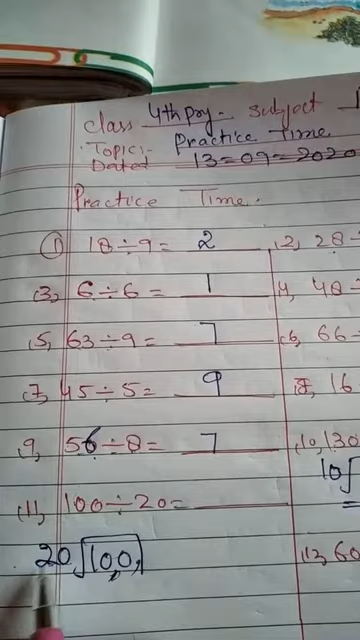 Class 4th pry. Subject
Topic:- Practice Time
Dated 13=09=2020
Practice Time.
(1) 18÷9= 2 (2, 28
(3, 6÷6= 1 (4, 48÷
(5, 63÷9= 7 (6, 66-
(7, 45÷5= 9 (8, 16
(9, 56÷8= 7 (10, 130
10
(11, 100÷20=
20 100, (12, 60